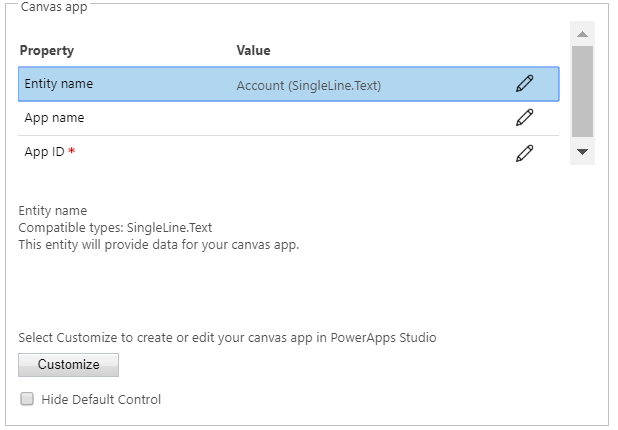 Canvas app
Property Value
Entity name Account (SingleLine.Text)
App name
App ID *
Entity name
Compatible types: SingleLine.Text
This entity will provide data for your canvas app.
Select Customize to create or edit your canvas app in PowerApps Studio
Customize
Hide Default Control